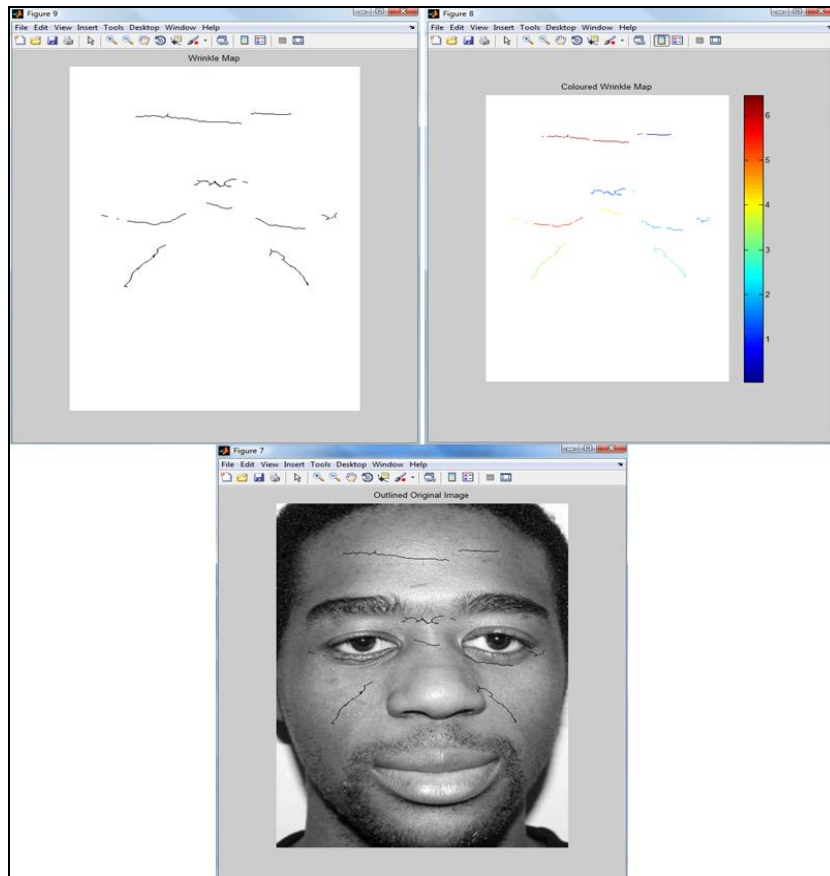 Figure 9
File Edit View Insert Tools Desktop Window Help
Wrinkle Map
Figure 8
File Edit View Insert Tools Desktop Window Help
Coloured Wrinkle Map
6
5
4
3
2
1
Figure 7
File Edit View Insert Tools Desktop Window Help
Outlined Original Image